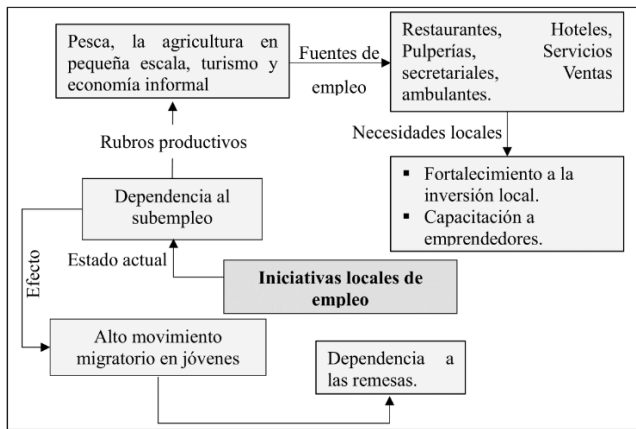 Pesca, la agricultura en
pequeña escala, turismo y
economía informal
Fuentes de
empleo
Restaurantes, Hoteles,
Pulperías, Servicios
secretariales, Ventas
ambulantes.
Necesidades locales
▪ Fortalecimiento a la
inversión local.
▪ Capacitación a
emprendedores.
Rubros productivos
Dependencia al
subempleo
Estado actual
Iniciativas locales de
empleo
Efecto
Alto movimiento
migratorio en jóvenes
Dependencia a
las remesas.